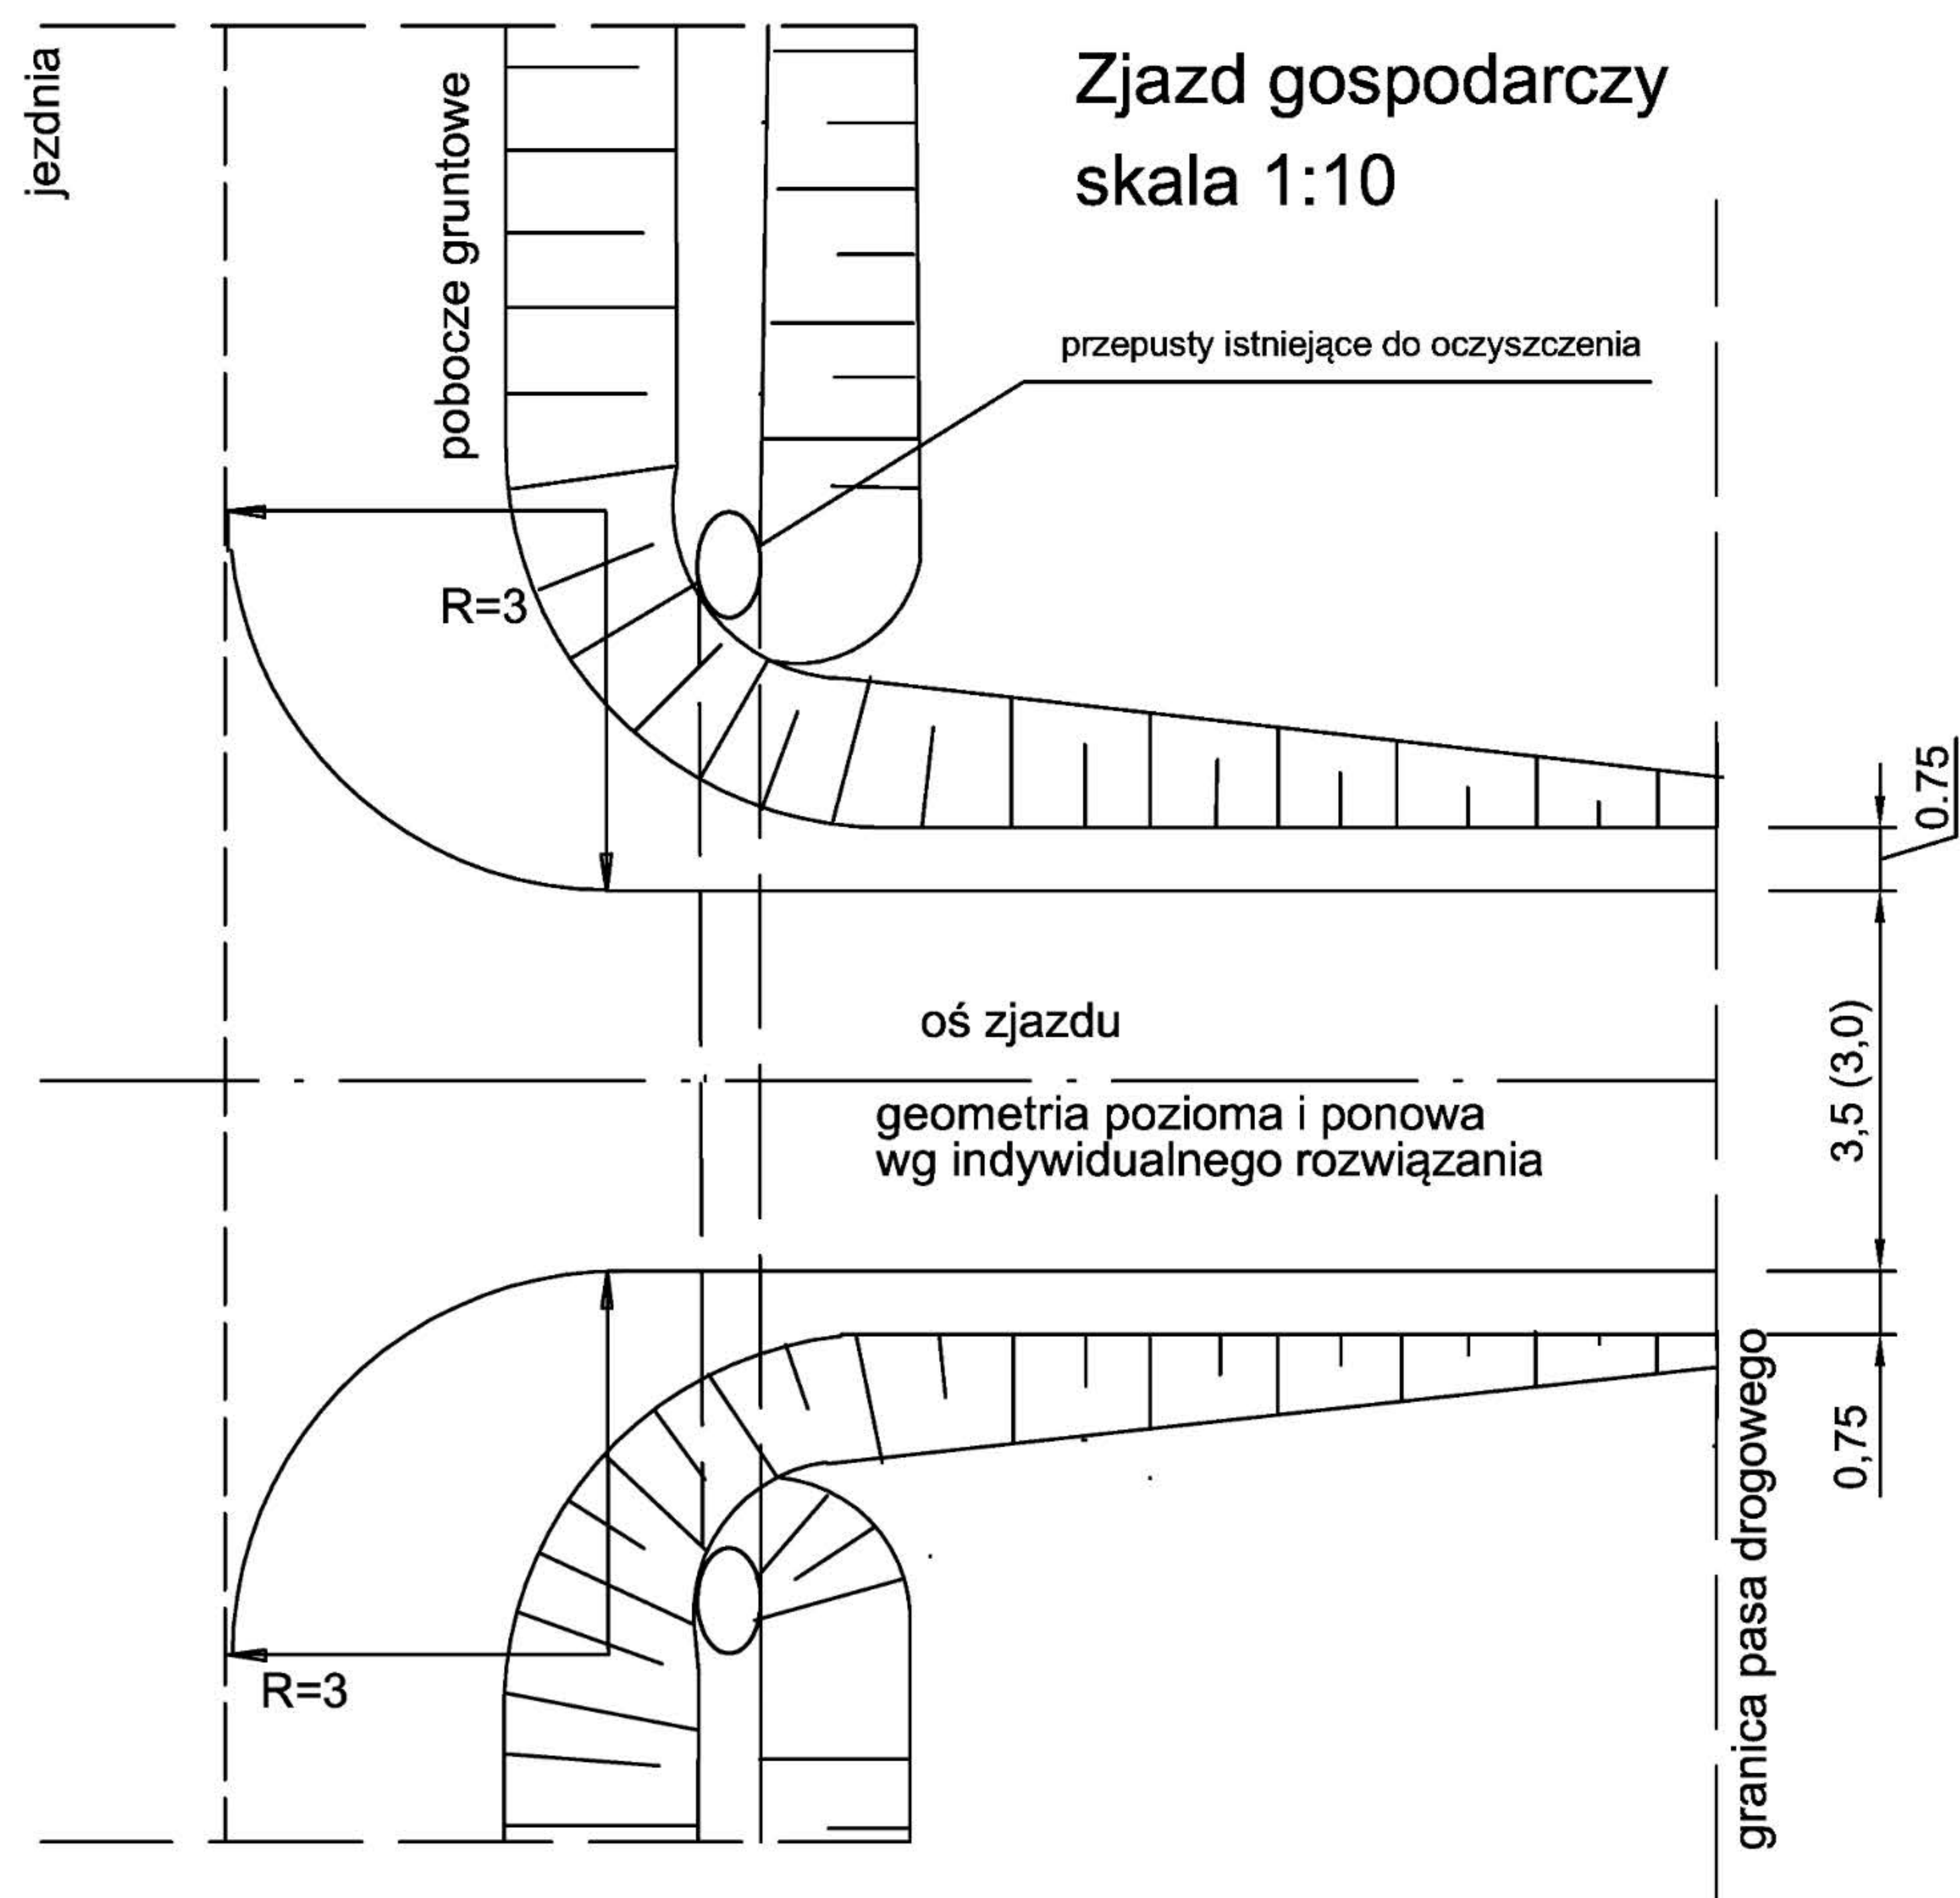 jezdnia
pobocze gruntowe
Zjazd gospodarczy
skala 1:10
przepusty istniejące do oczyszczenia
R=3
0.75
oś zjazdu
3,5 (3,0)
geometria pozioma i ponowa
wg indywidualnego rozwiązania
granica pasa drogowego
0,75
R=3